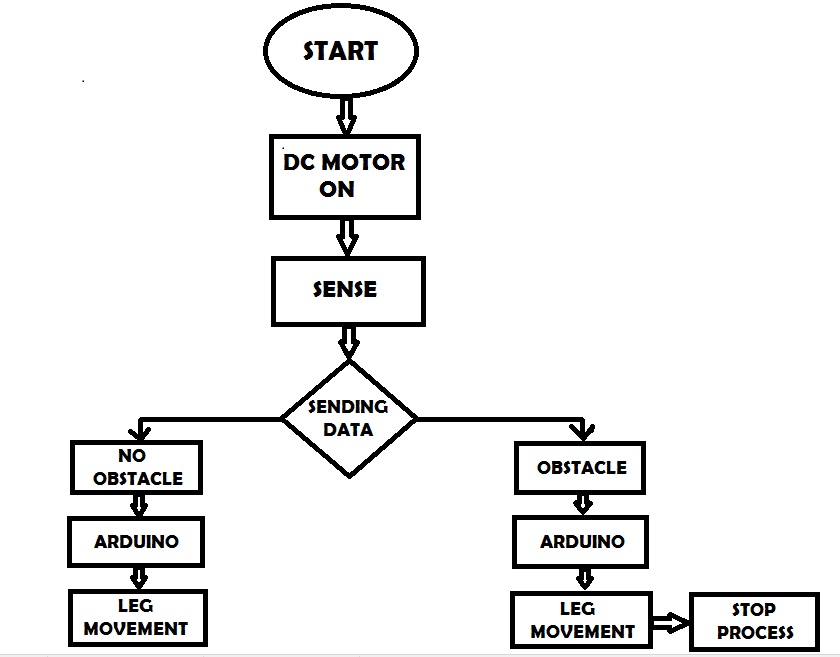 START
DC MOTOR
ON
SENSE
SENDING
DATA
NO
OBSTACLE
ARDUINO
LEG
MOVEMENT
OBSTACLE
ARDUINO
LEG
MOVEMENT
STOP
PROCESS